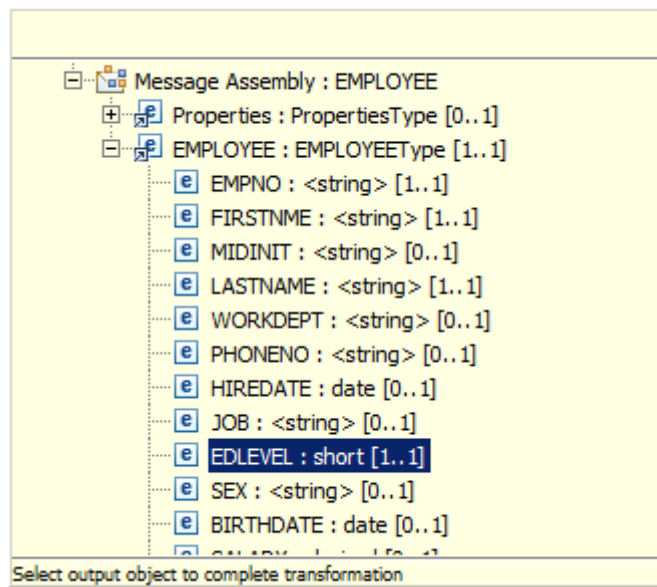 Message Assembly : EMPLOYEE
Properties : PropertiesType [0..1]
EMPLOYEE : EMPLOYEEType [1..1]
EMPNO : <string> [1..1]
FIRSTNME : <string> [1..1]
MIDINIT : <string> [0..1]
LASTNAME : <string> [1..1]
WORKDEPT : <string> [0..1]
PHONENO : <string> [0..1]
HIREDATE : date [0..1]
JOB : <string> [0..1]
EDLEVEL : short [1..1]
SEX : <string> [0..1]
BIRTHDATE : date [0..1]
Select output object to complete transformation